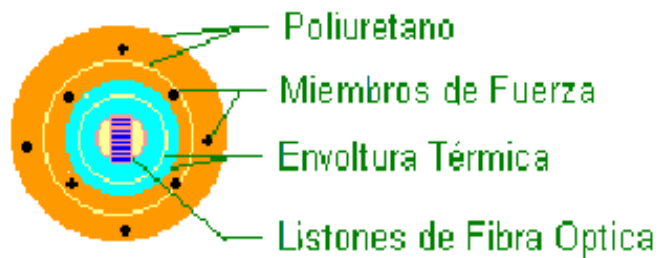 Poliuretano
Miembros de Fuerza
Envoltura Térmica
Listones de Fibra Optica